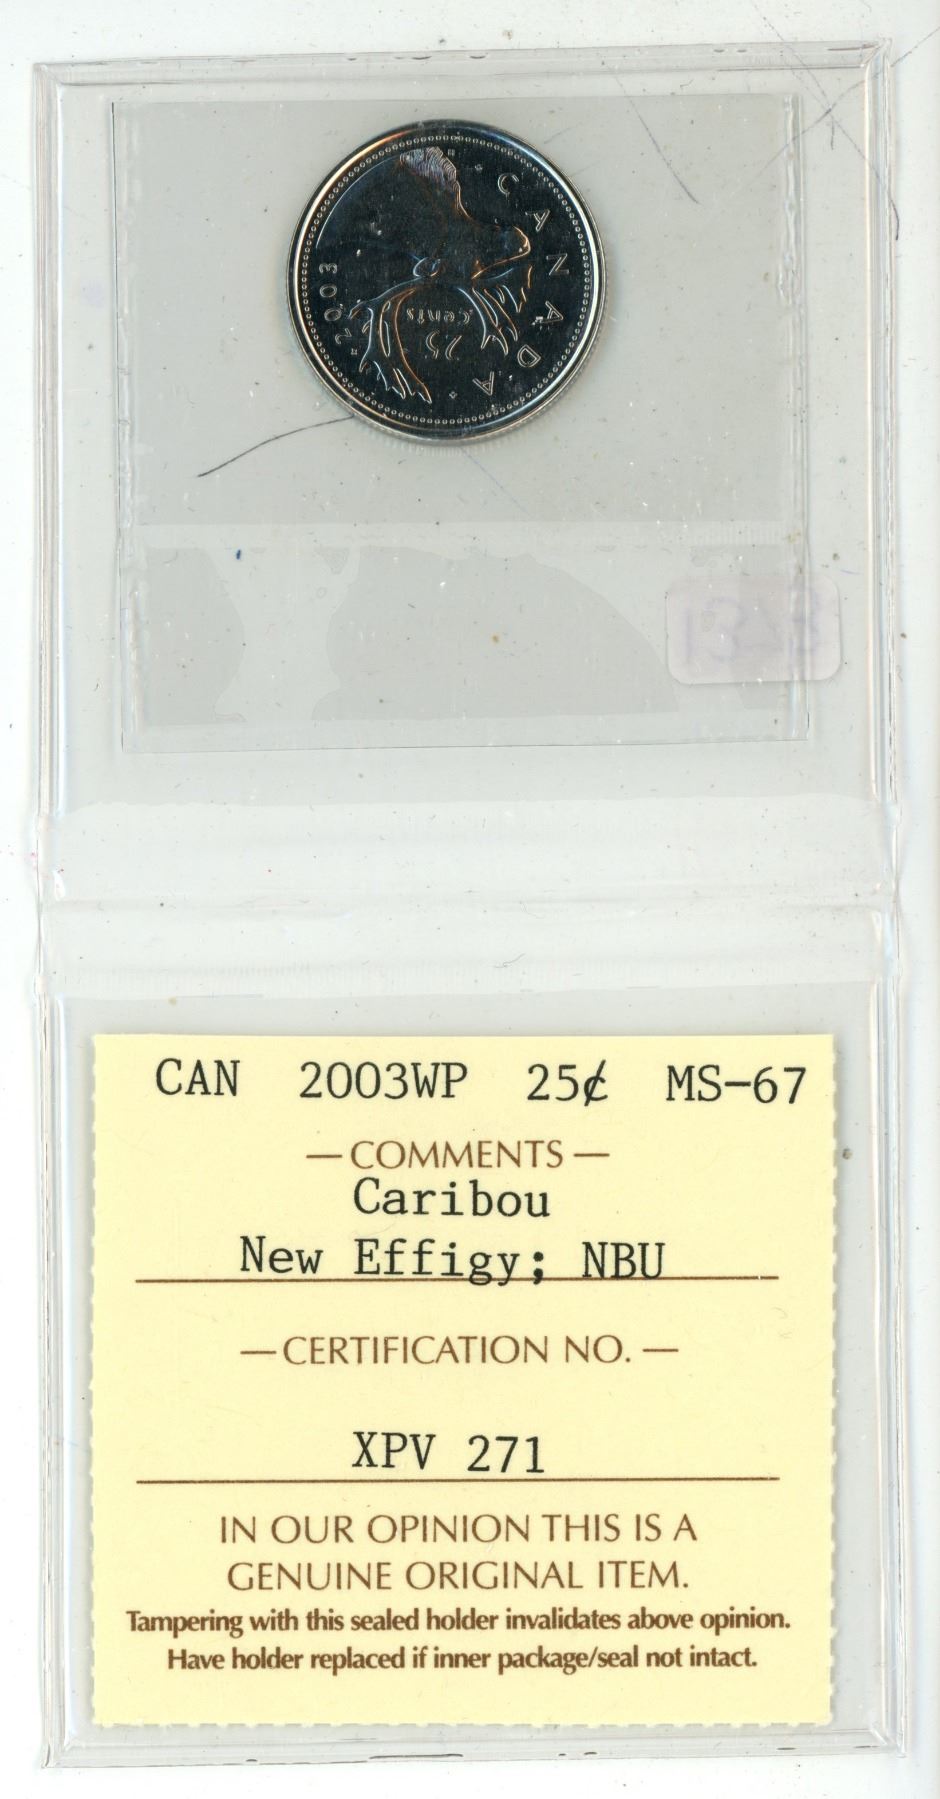 CANADA
2003
25
cents
CAN 2003WP 25¢ MS-67
—COMMENTS—
Caribou
New Effigy; NBU
—CERTIFICATION NO.—
XPV 271
IN OUR OPINION THIS IS A
GENUINE ORIGINAL ITEM.
Tampering with this sealed holder invalidates above opinion.
Have holder replaced if inner package/seal not intact.